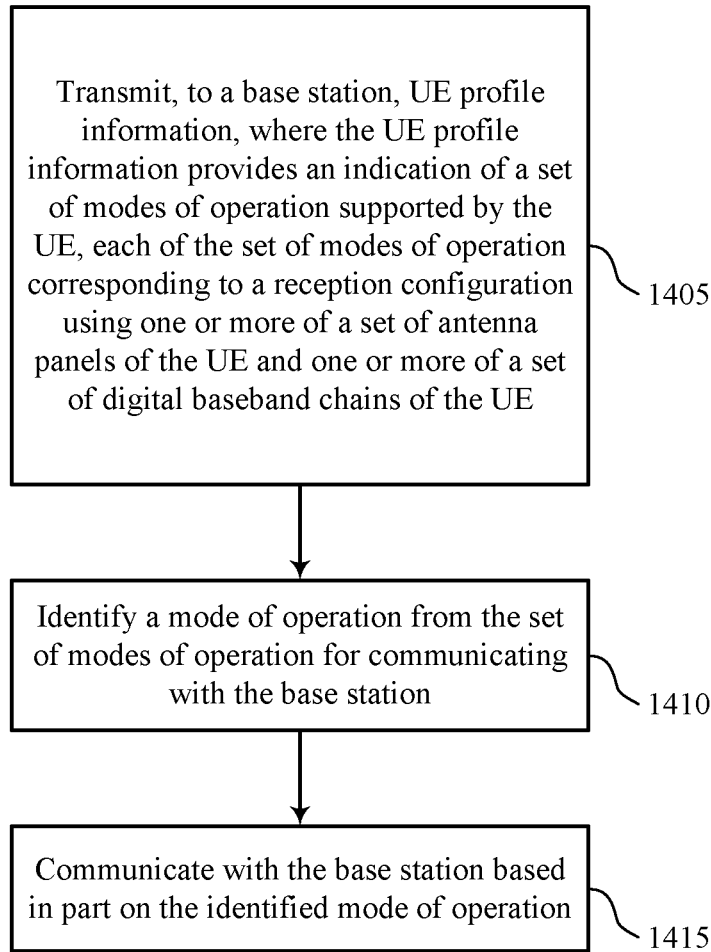 Transmit, to a base station, UE profile
information, where the UE profile
information provides an indication of a set
of modes of operation supported by the
UE, each of the set of modes of operation
corresponding to a reception configuration
using one or more of a set of antenna
panels of the UE and one or more of a set
of digital baseband chains of the UE
1405
Identify a mode of operation from the set
of modes of operation for communicating
with the base station
1410
Communicate with the base station based
in part on the identified mode of operation
1415